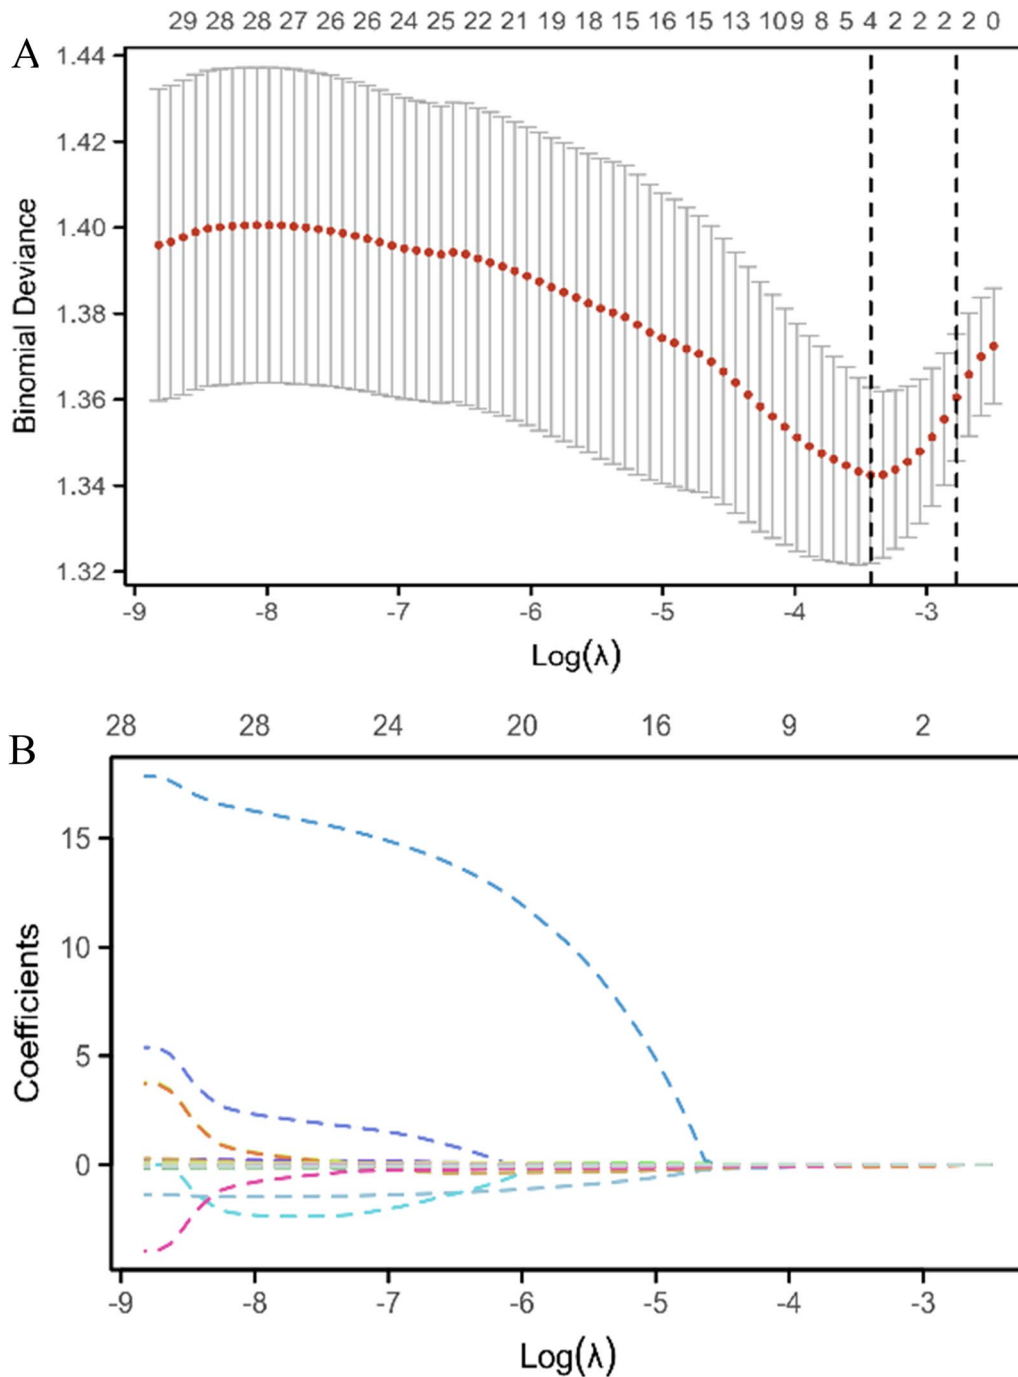 29 28 28 27 26 26 24 25 22 21 19 18 15 16 15 13 10 9 8 5 4 2 2 2 0
A
1.44
1.42
1.40
1.38
1.36
1.34
1.32
Binomial Deviance
-9 -8 -7 -6 -5 -4 -3
Log(λ)
28 28 24 20 16 9 2
B
15
10
5
0
Coefficients
-9 -8 -7 -6 -5 -4 -3
Log(λ)